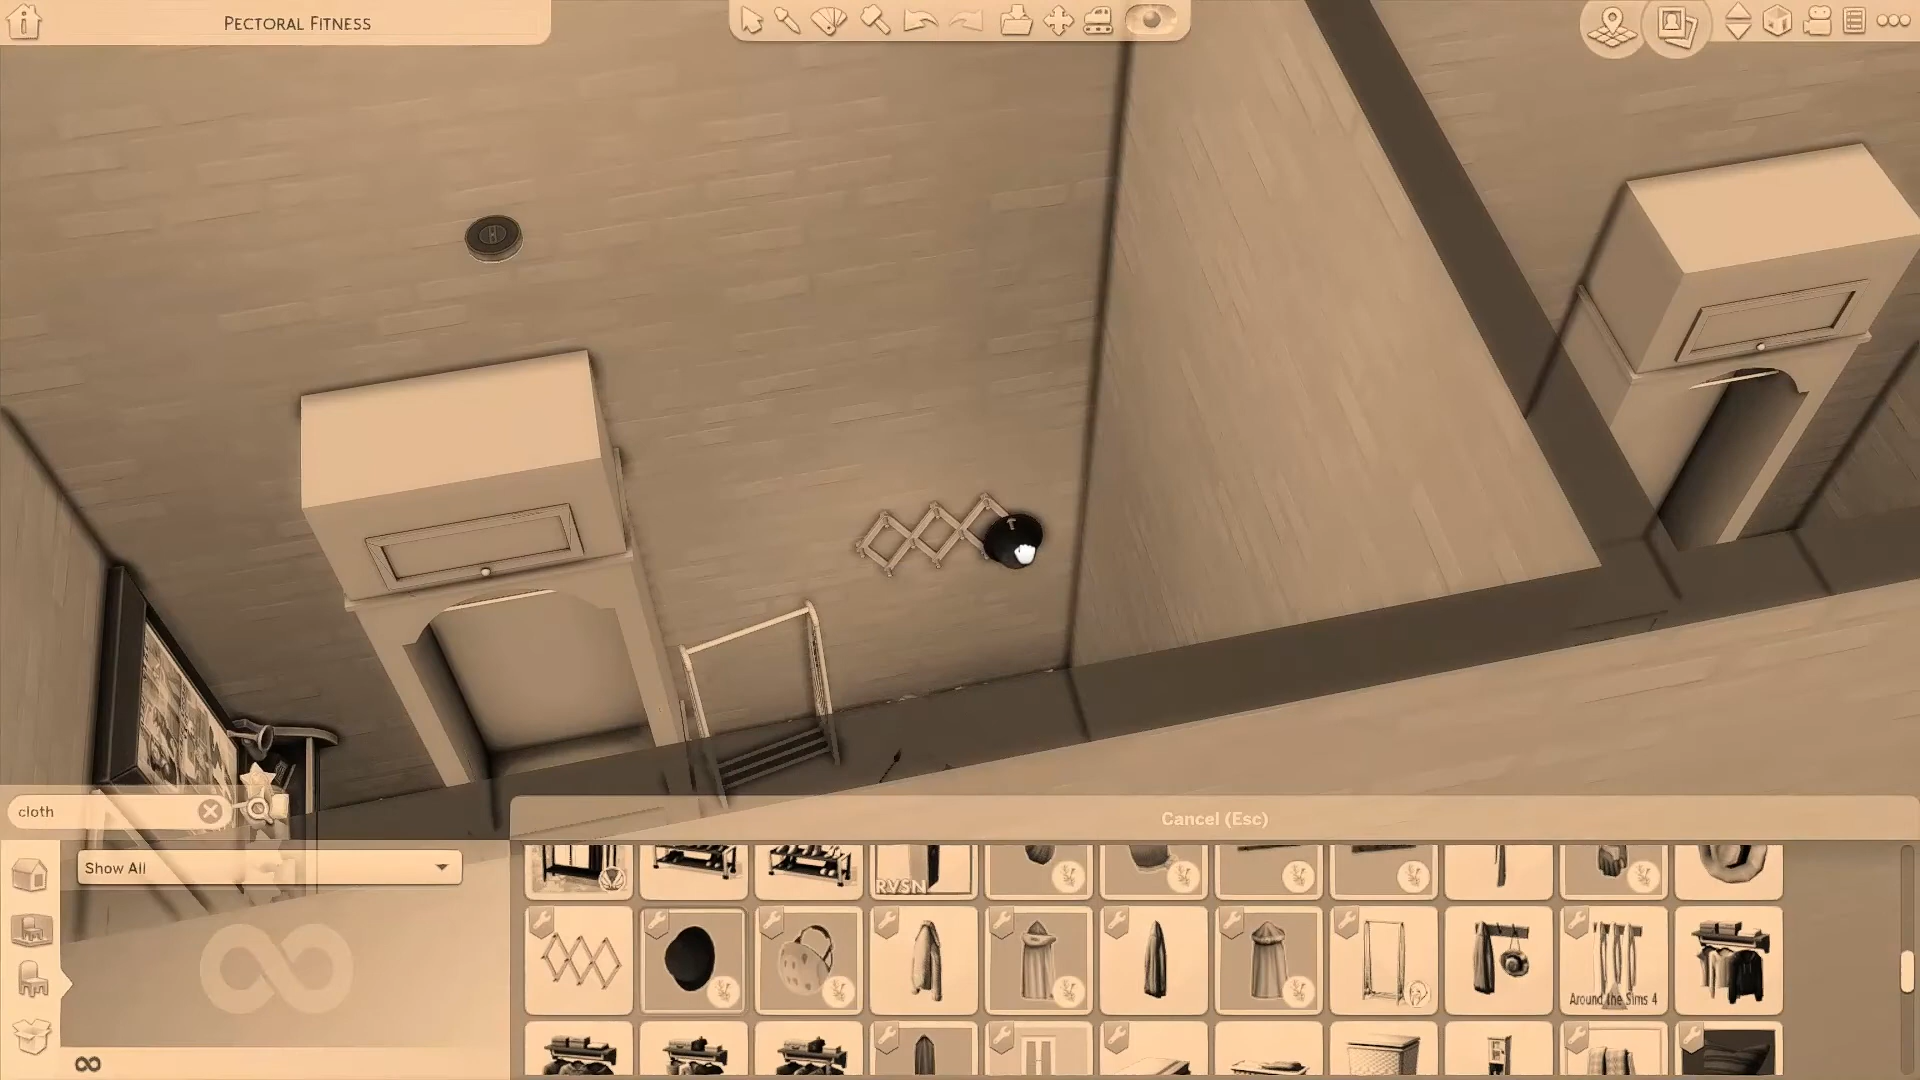 Pectoral Fitness
cloth
Cancel (Esc)
Show All
RVSN
Around the Sims 4